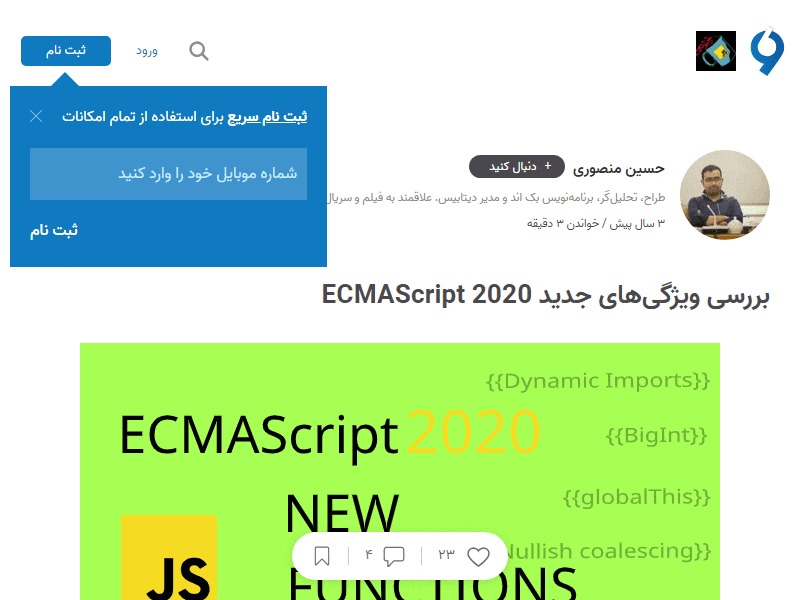 ورود
ثبت نام
ثبت نام سریع برای استفاده از تمام امکانات
شماره موبایل خود را وارد کنید
ثبت نام
حسین منصوری
+ دنبال کنید
طراح، تحلیل‌گر، برنامه‌نویس بک اند و مدیر دیتابیس، علاقمند به فیلم و سریال
۳ سال پیش / خواندن ۳ دقیقه
بررسی ویژگی‌های جدید ECMAScript 2020
{{Dynamic Imports}}
ECMAScript 2020
{{BigInt}}
{{globalThis}}
NEW
Nullish coalescing}}
FUNCTIONS
JS
۲۳
۴